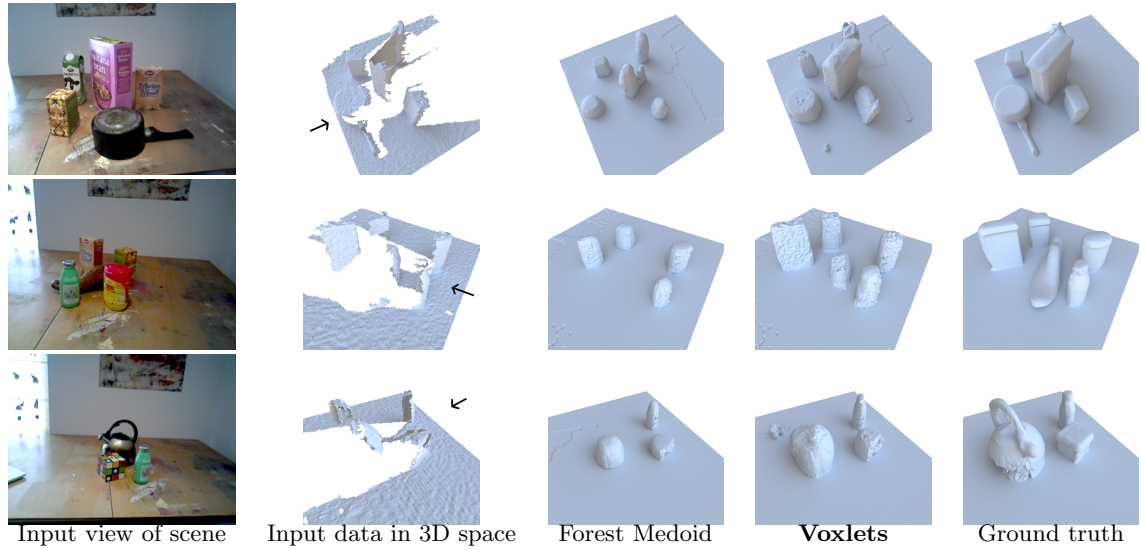 Input view of scene
Input data in 3D space
Forest Medoid
Voxlets
Ground truth